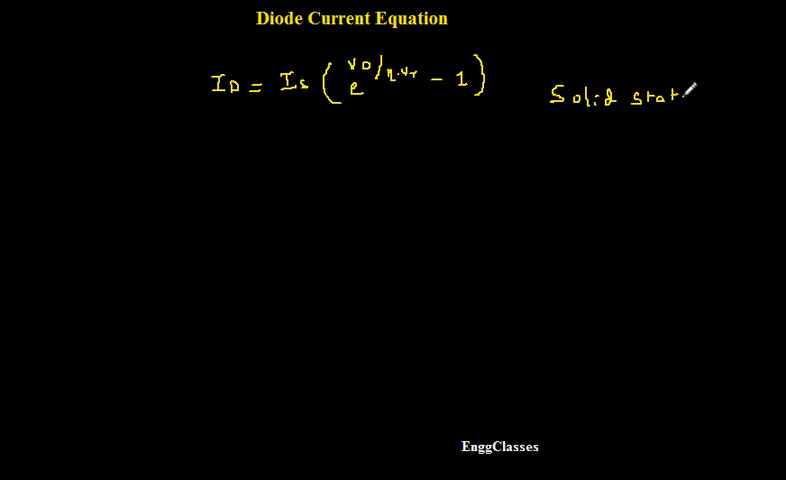 Diode Current Equation
ID = Is ( e^VD/η.VT - 1 ) Solid stat
EnggClasses